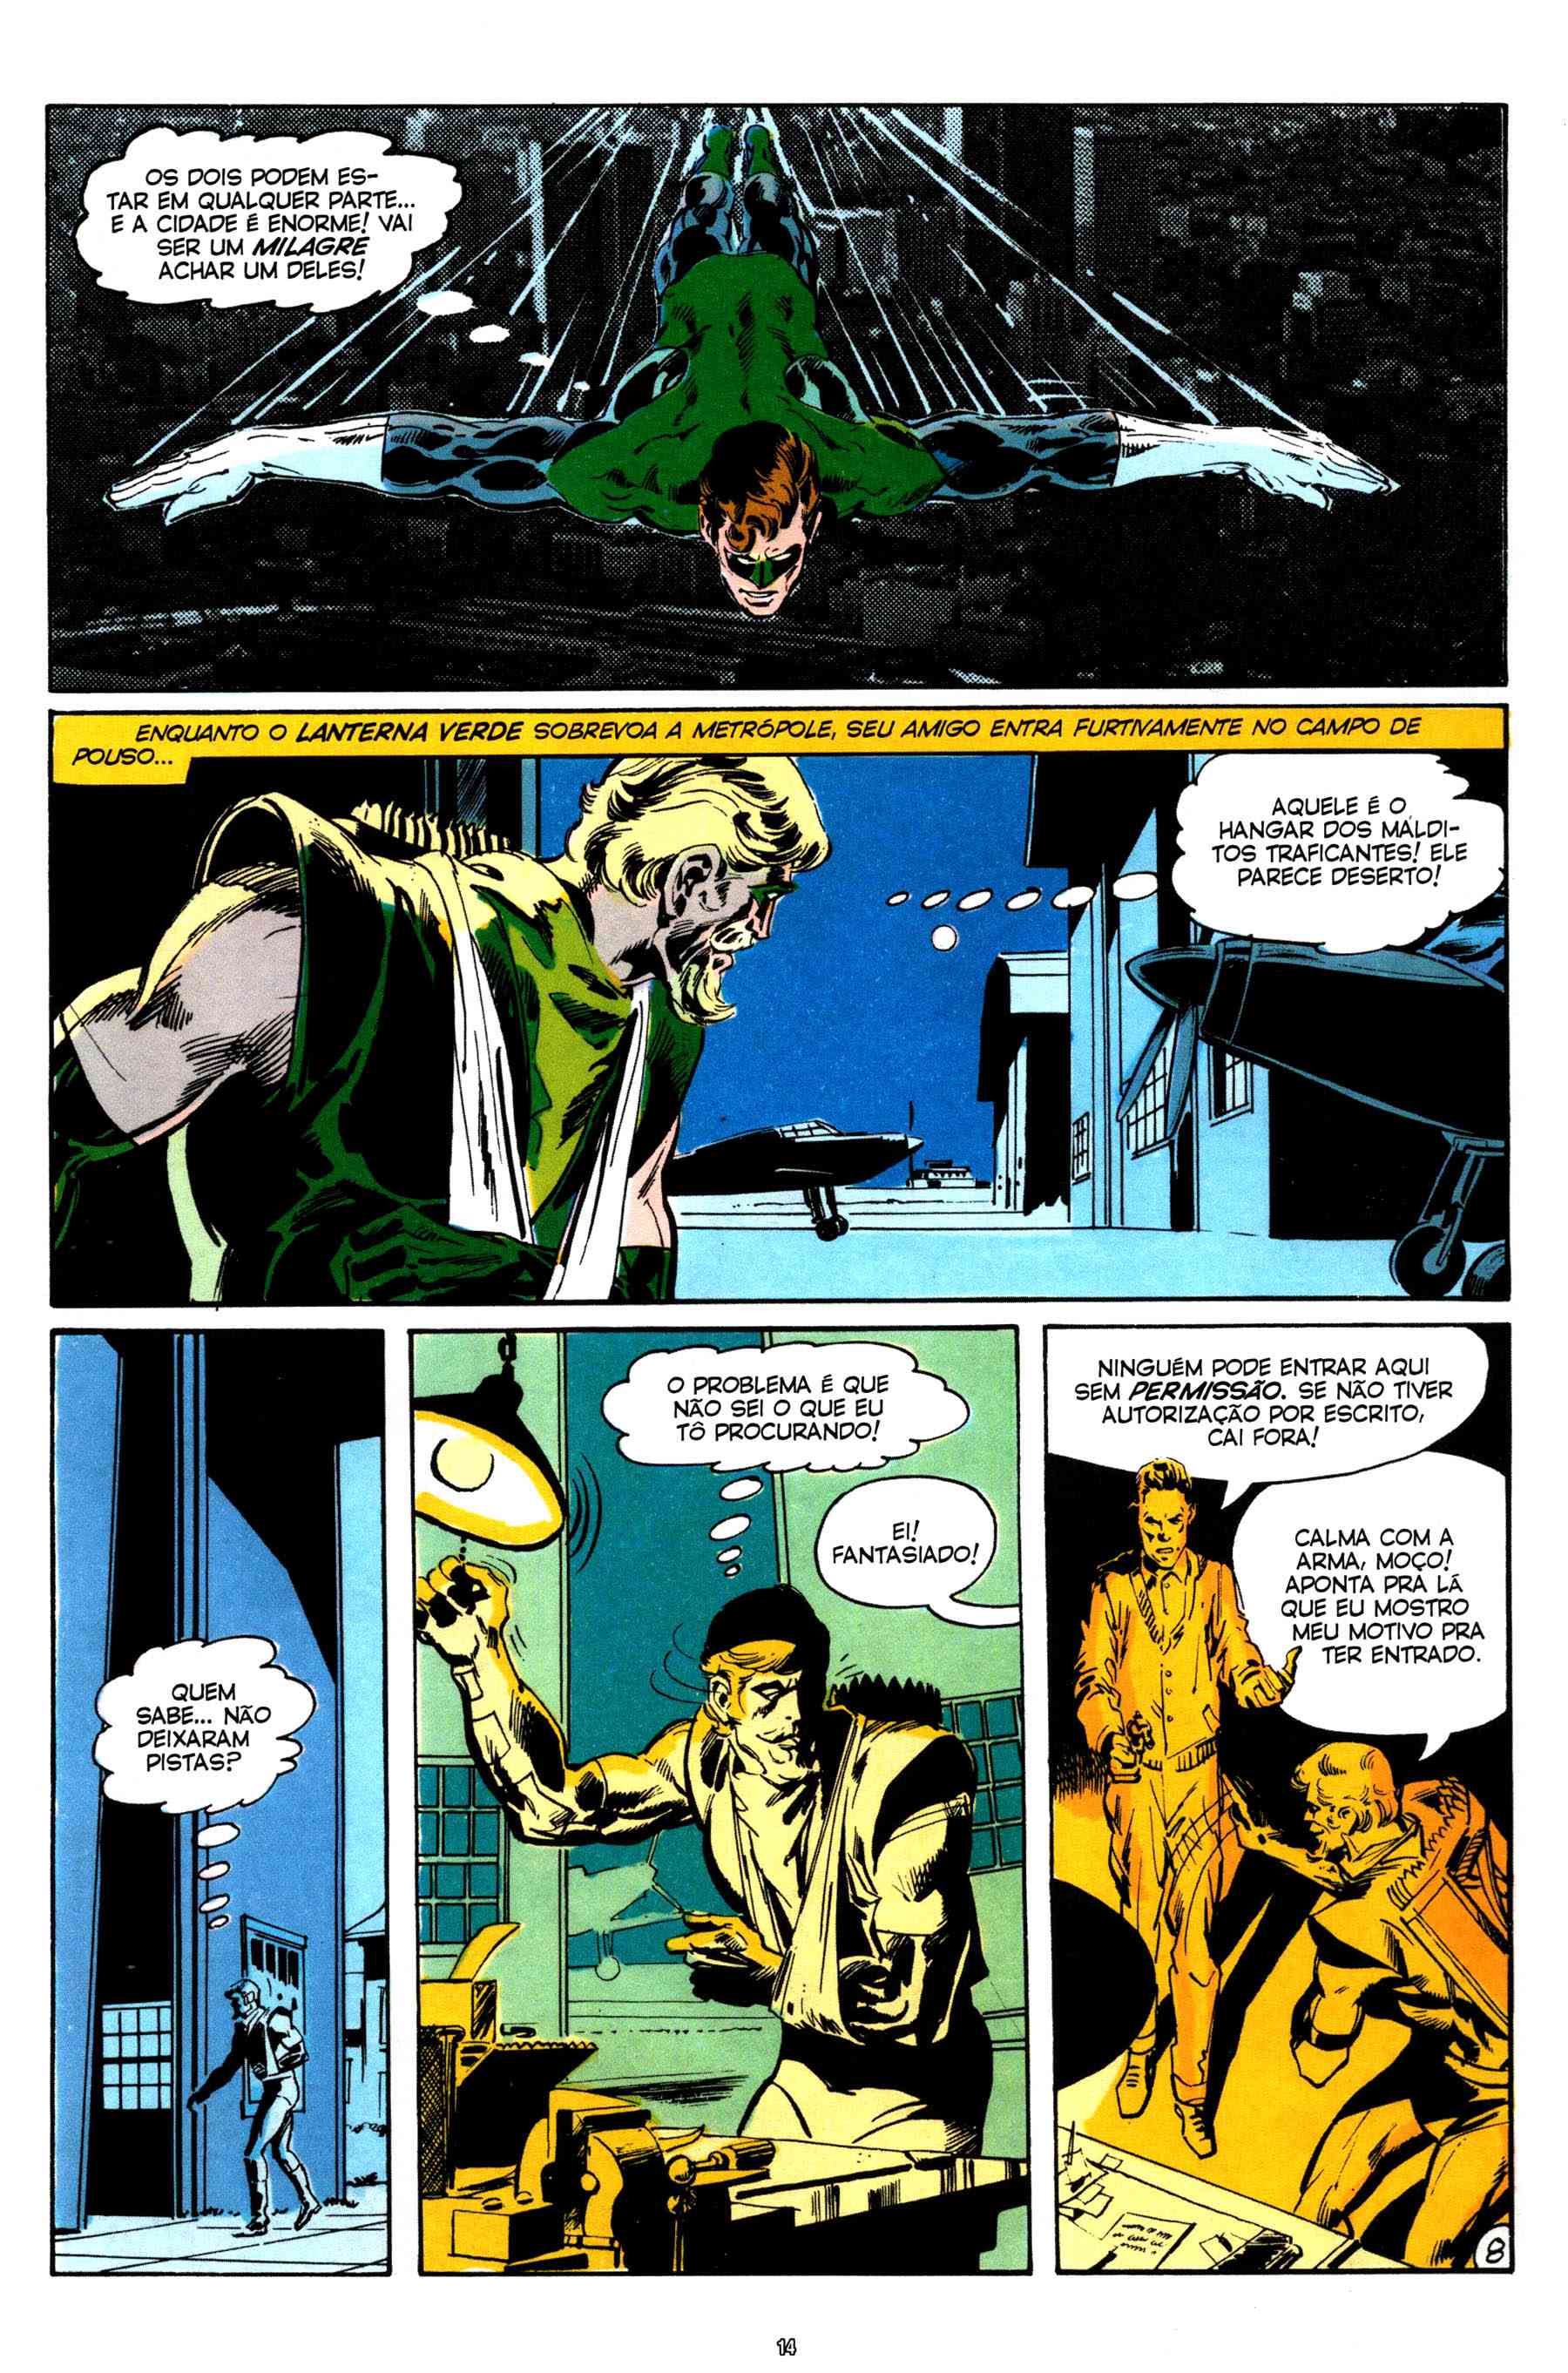 OS DOIS PODEM ES-
TAR EM QUALQUER PARTE...
E A CIDADE É ENORME! VAI
SER UM MILAGRE
ACHAR UM DELES!
ENQUANTO O LANTERNA VERDE SOBREVOA A METRÓPOLE, SEU AMIGO ENTRA FURTIVAMENTE NO CAMPO DE
POUSO...
AQUELE É O
HANGAR DOS MALDI-
TOS TRAFICANTES! ELE
PARECE DESERTO!
QUEM
SABE... NÃO
DEIXARAM
PISTAS?
O PROBLEMA É QUE
NÃO SEI O QUE EU
TÔ PROCURANDO!
EI!
FANTASIADO!
NINGUÉM PODE ENTRAR AQUI
SEM PERMISSÃO. SE NÃO TIVER
AUTORIZAÇÃO POR ESCRITO,
CAI FORA!
CALMA COM A
ARMA, MOÇO!
APONTA PRA LÁ
QUE EU MOSTRO
MEU MOTIVO PRA
TER ENTRADO.
8
14